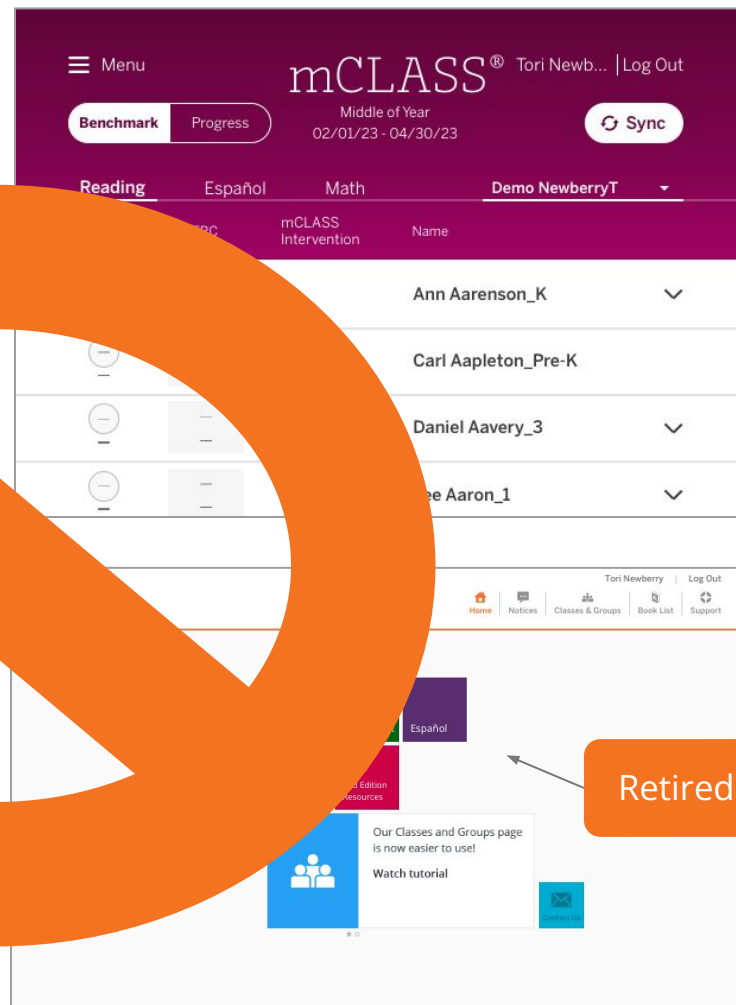 Menu
mCLASS®
Tori Newb... | Log Out
Benchmark
Progress
Middle of Year
02/01/23 - 04/30/23
Sync
Reading
Español
Math
Demo NewberryT
mCLASS
Intervention
Name
Ann Aarenson_K
Carl Aapleton_Pre-K
Daniel Aavery_3
Aaron_1
Tori Newberry | Log Out
Home
Notices
Classes & Groups
Book List
Support
Español
Edition
Resources
Retired
Our Classes and Groups page
is now easier to use!
Watch tutorial
Contact Us